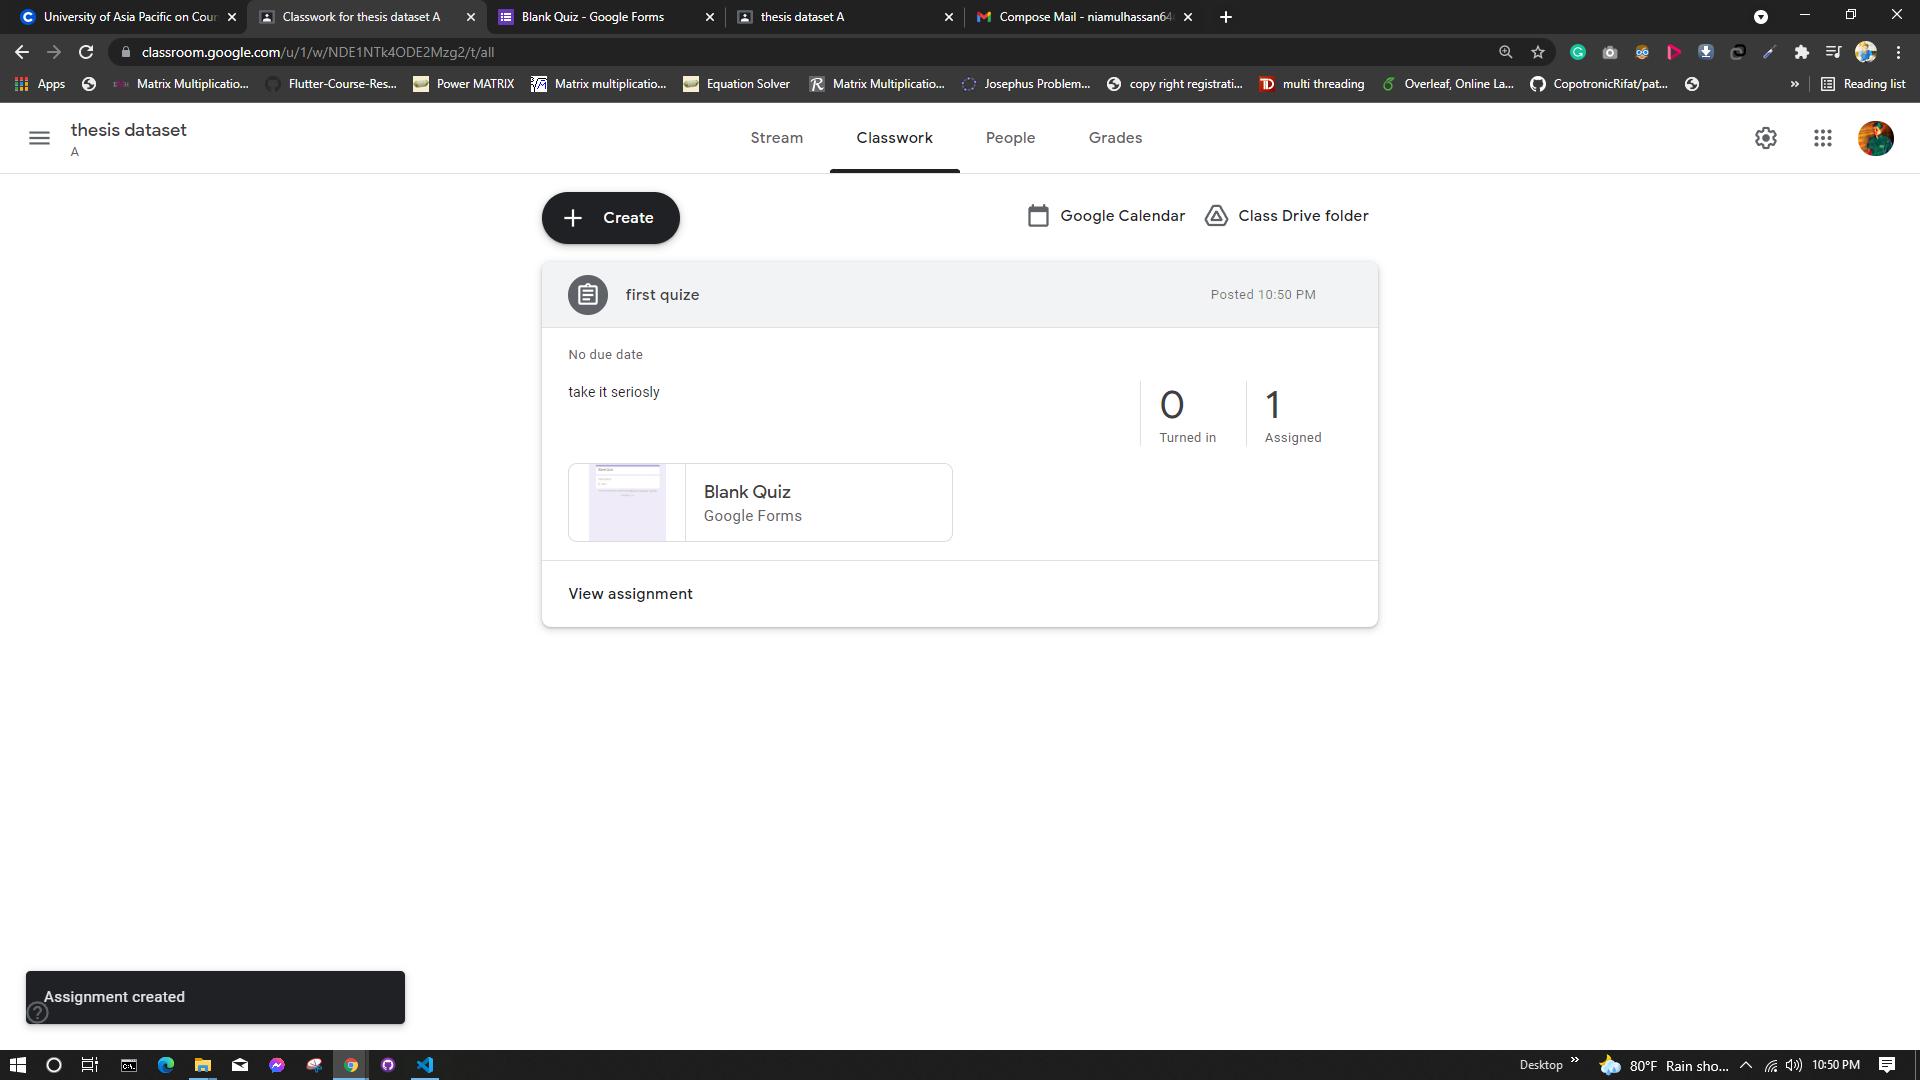 University of Asia Pacific on Cour
Classwork for thesis dataset A
Blank Quiz - Google Forms
thesis dataset A
Compose Mail - niamulhassan64
classroom.google.com/u/1/w/NDE1NTk4ODE2Mzg2/t/all
Apps
Matrix Multiplicatio...
Flutter-Course-Res...
Power MATRIX
Matrix multiplicatio...
Equation Solver
Matrix Multiplicatio...
Josephus Problem...
copy right registrati...
multi threading
Overleaf, Online La...
CopotronicRifat/pat...
»
Reading list
thesis dataset
A
Stream
Classwork
People
Grades
Create
Google Calendar
Class Drive folder
first quize
Posted 10:50 PM
No due date
take it seriosly
0
Turned in
1
Assigned
Blank Quiz
Google Forms
View assignment
Assignment created
Desktop
»
80°F Rain sho...
10:50 PM